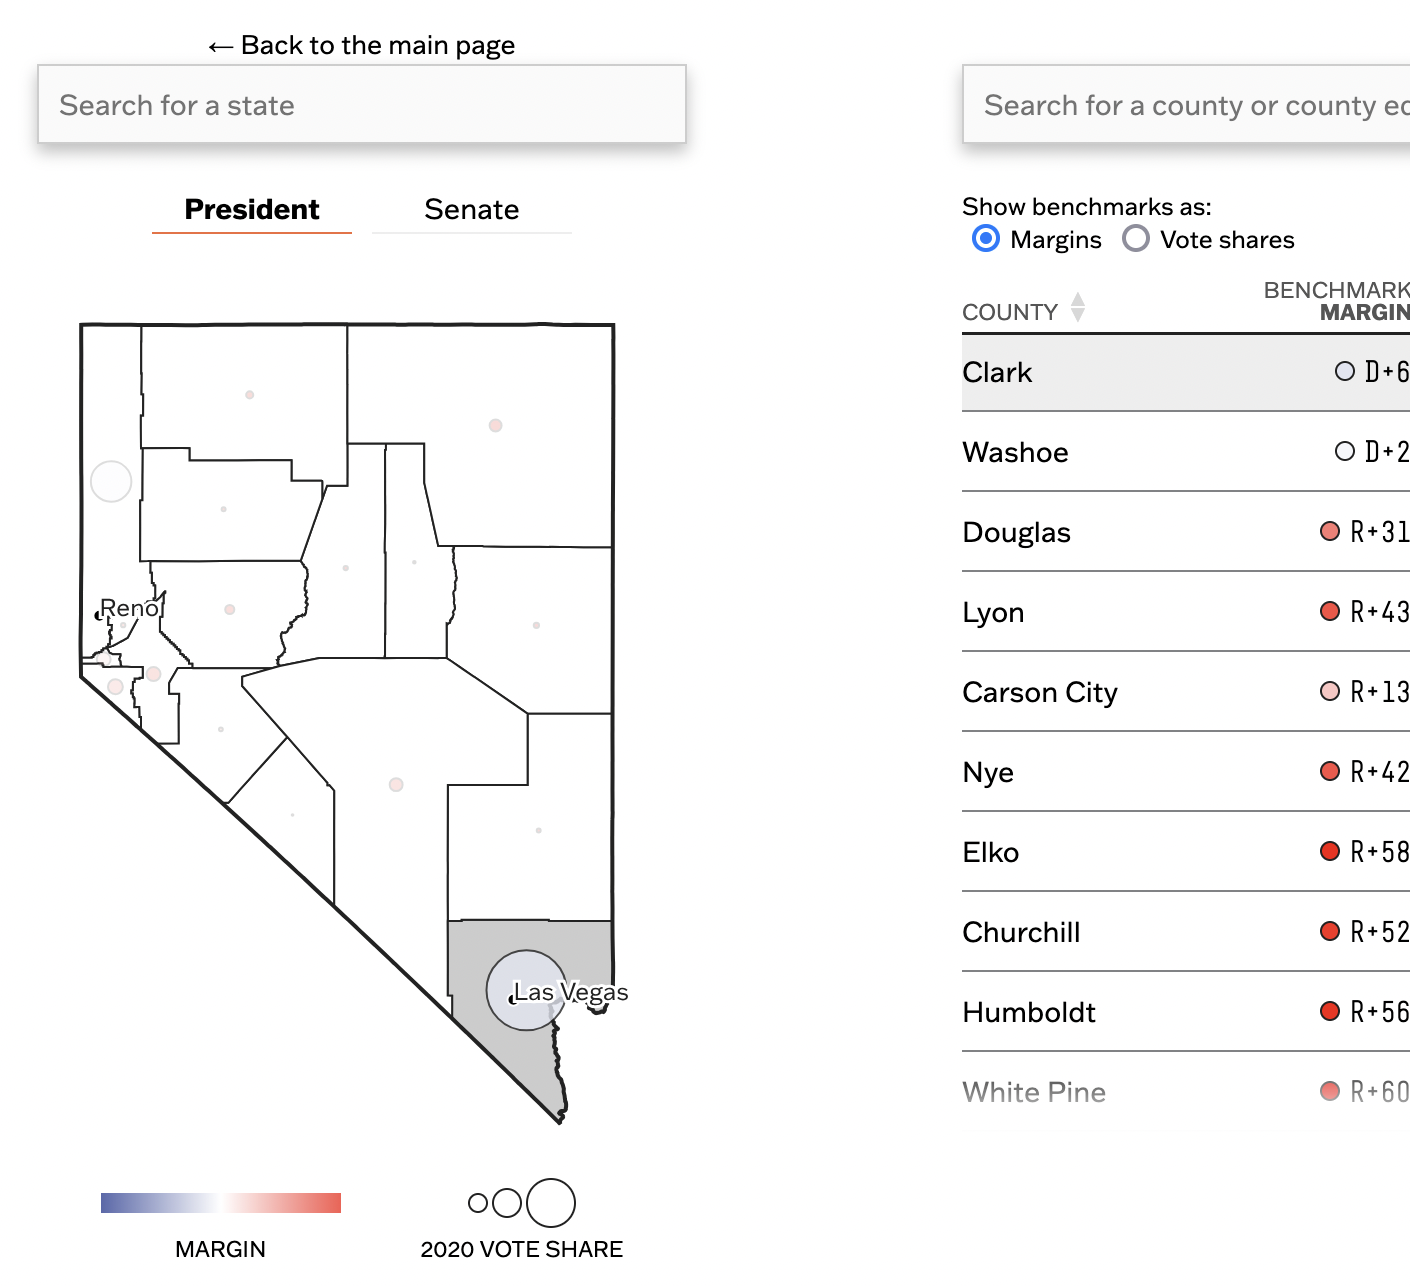 ← Back to the main page
Search for a state
President
Senate
Reno
Las Vegas
MARGIN
2020 VOTE SHARE
Search for a county or county
Show benchmarks as:
Margins
Vote shares
COUNTY
BENCHMARK
MARGIN
Clark D+6
Washoe D+2
Douglas R+31
Lyon R+43
Carson City R+13
Nye R+42
Elko R+58
Churchill R+52
Humboldt R+56
White Pine R+60